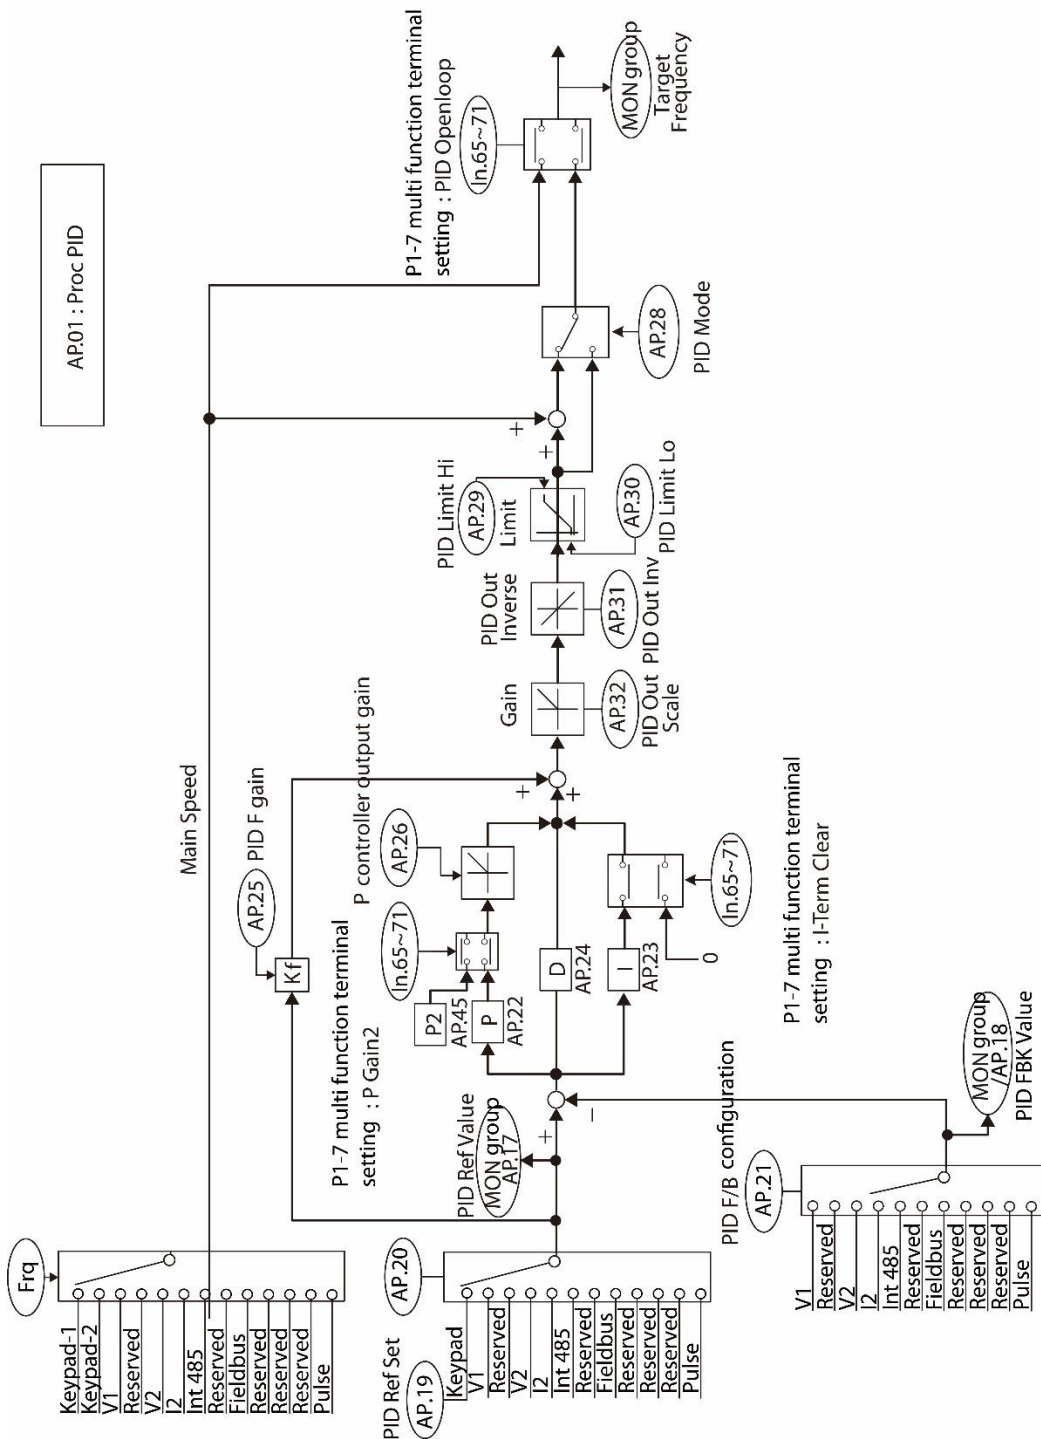 AP.01 : Proc PID
Frq
Keypad-1
Keypad-2
V1
Reserved
V2
I2
Int 485
Reserved
Fieldbus
Reserved
Reserved
Reserved
Pulse
Main Speed
AP.25
PID F gain
Kf
PID Ref Set
AP.19
AP.20
Keypad
V1
Reserved
V2
I2
Int 485
Reserved
Fieldbus
Reserved
Reserved
Reserved
Pulse
PID Ref Value
MON group
AP.17
+
−
P1-7 multi function terminal
setting : P Gain2
In.65~71
P2
AP.45
P
AP.22
D
AP.24
I
AP.23
0
P controller output gain
AP.26
In.65~71
P1-7 multi function terminal
setting : I-Term Clear
PID F/B configuration
AP.21
V1
Reserved
V2
I2
Int 485
Reserved
Fieldbus
Reserved
Reserved
Reserved
Pulse
MON group
/AP.18
PID FBK Value
+
+
Gain
AP.32
PID Out
Scale
PID Out
Inverse
AP.31
PID Out Inv
PID Limit Hi
AP.29
Limit
AP.30
PID Limit Lo
+
+
AP.28
PID Mode
P1-7 multi function terminal
setting : PID Openloop
In.65~71
MON group
Target
Frequency